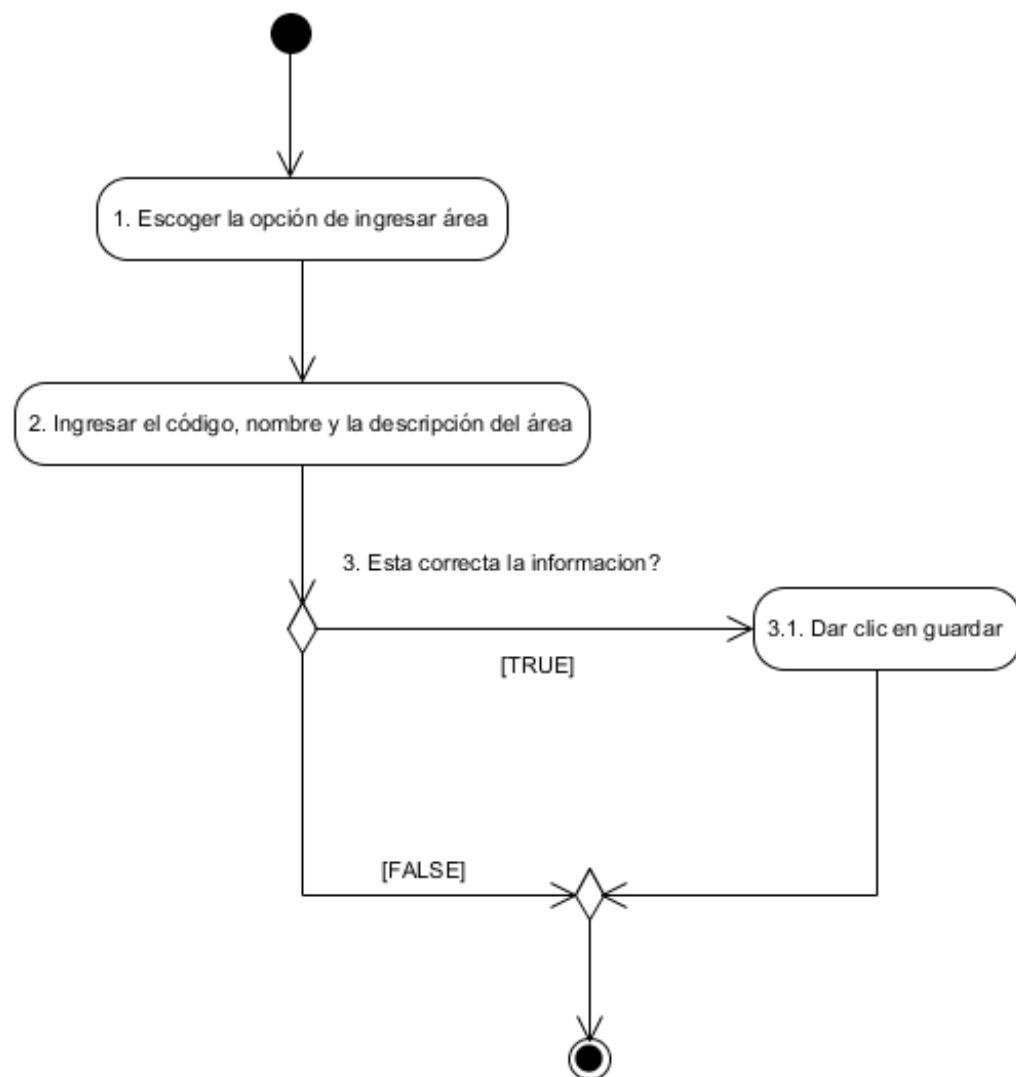 1. Escoger la opción de ingresar área
2. Ingresar el código, nombre y la descripción del área
3. Esta correcta la informacion?
3.1. Dar clic en guardar
[TRUE]
[FALSE]